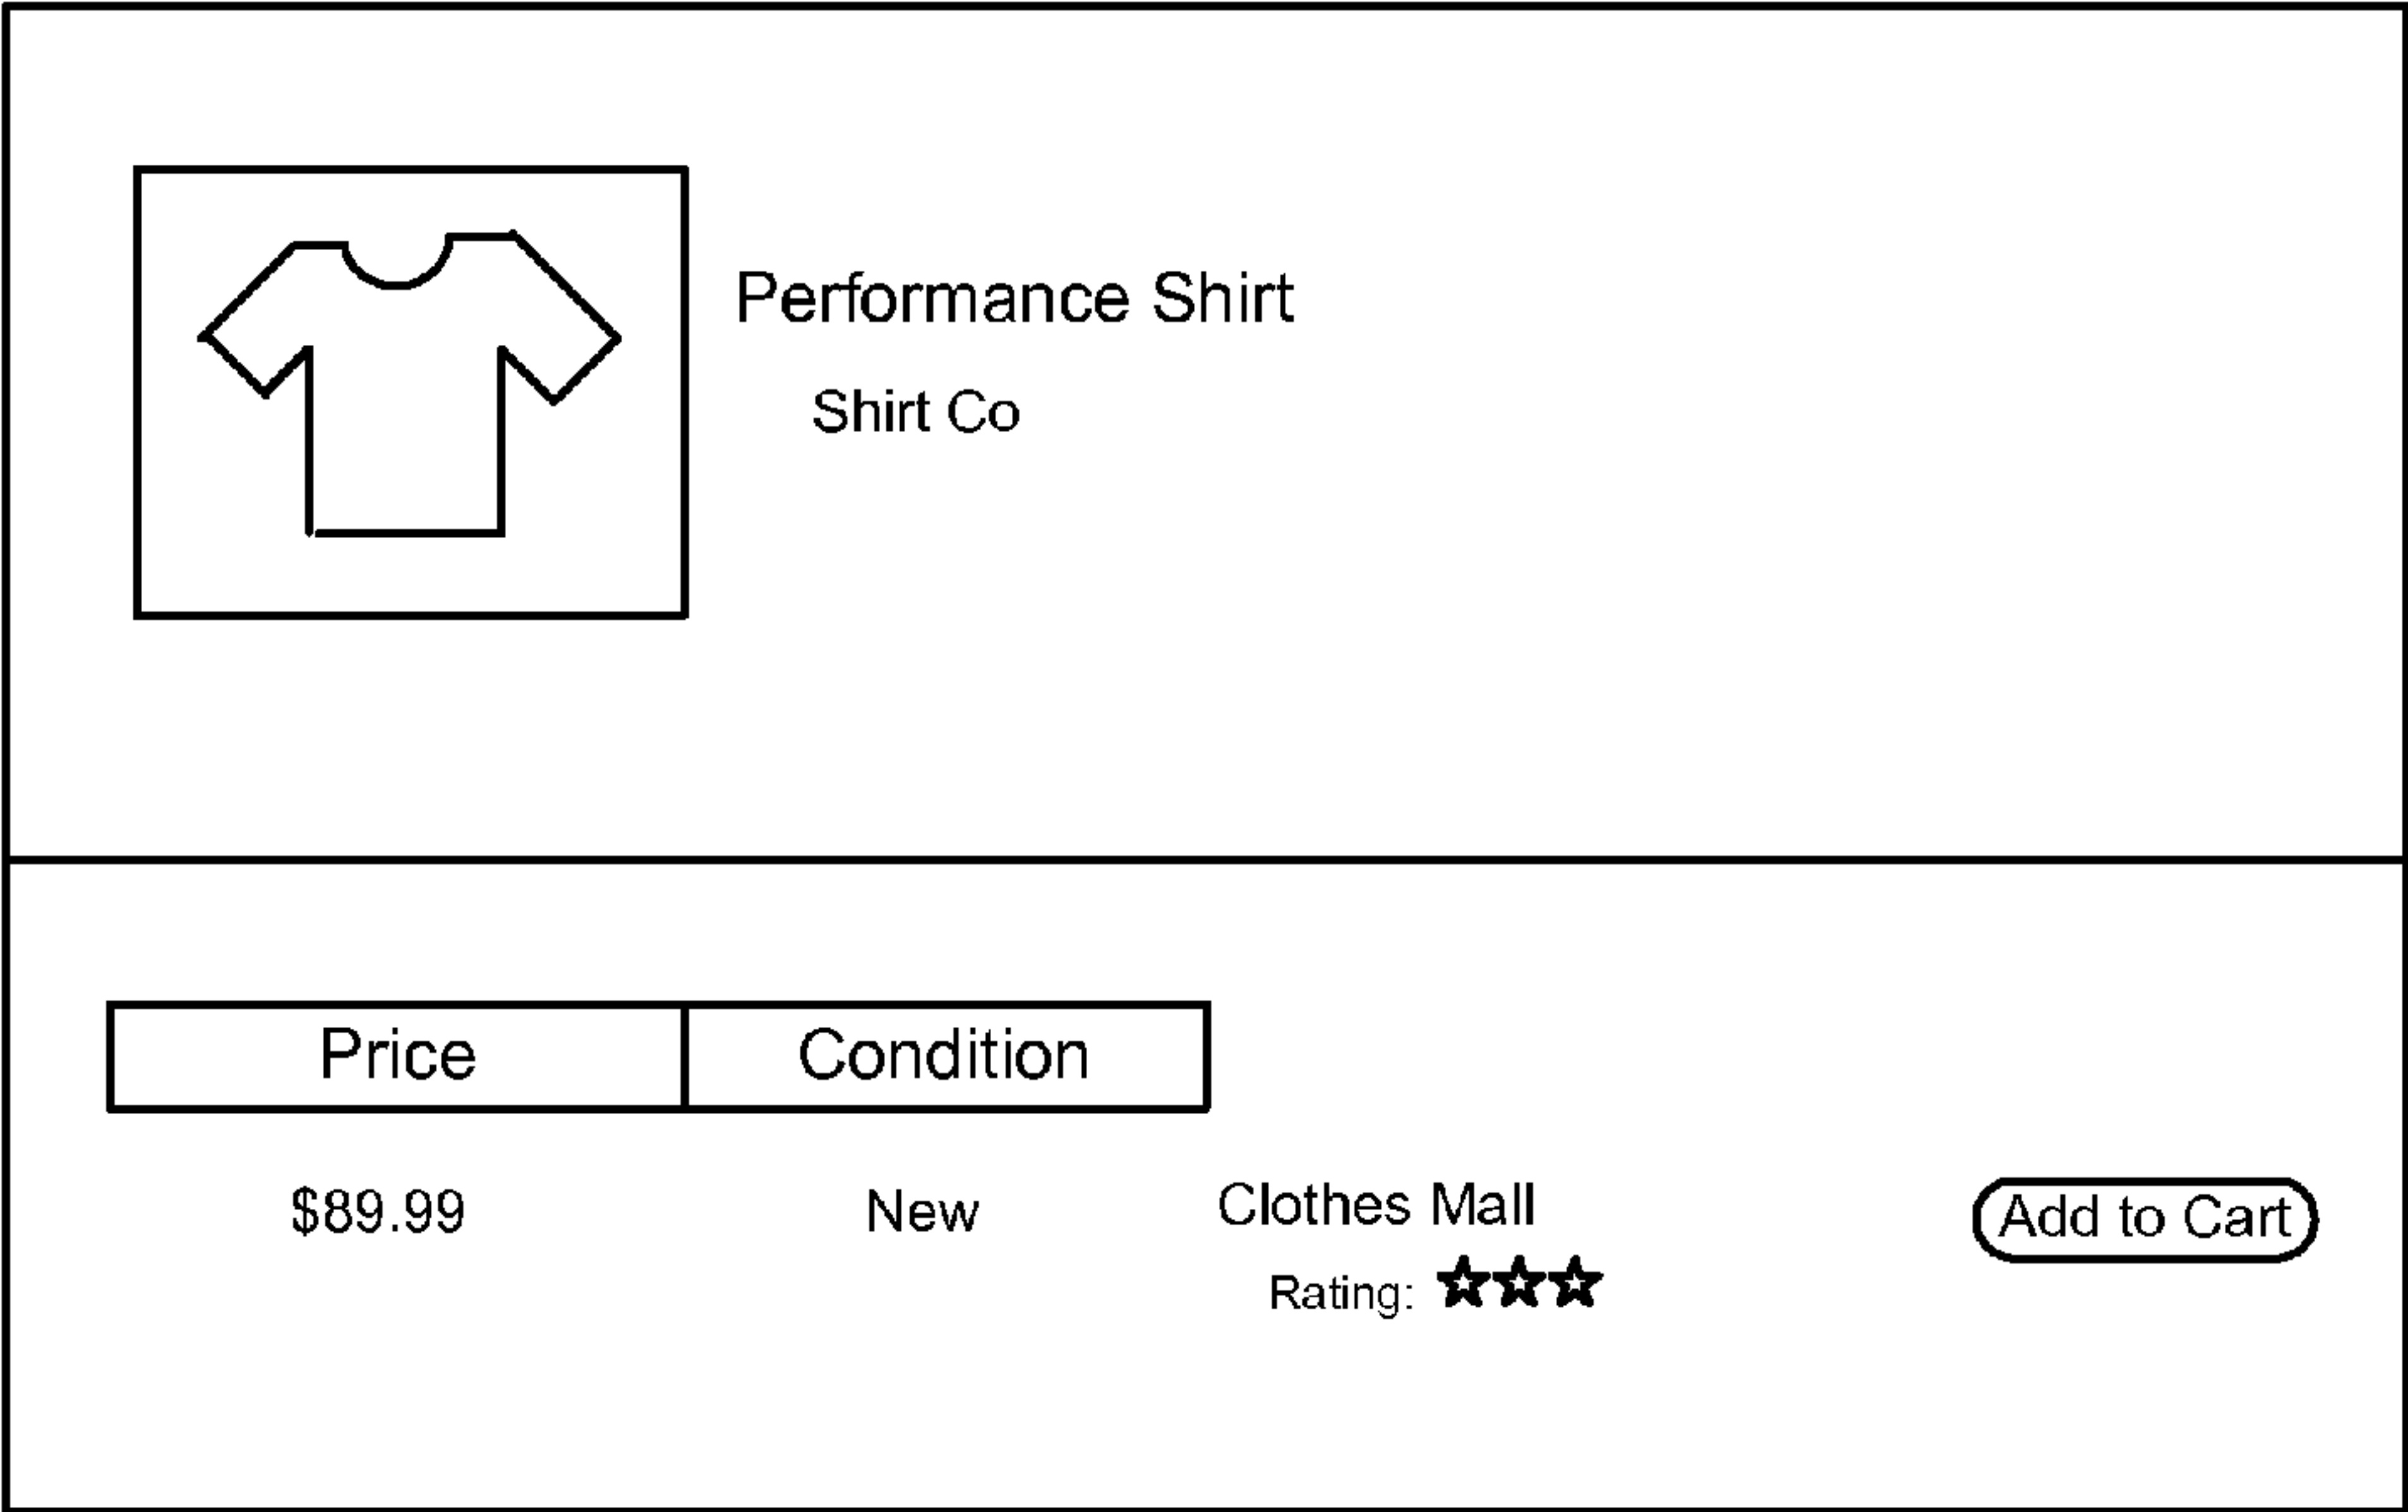 Performance Shirt
Shirt Co
Price Condition
$89.99 New Clothes Mall Add to Cart
Rating: